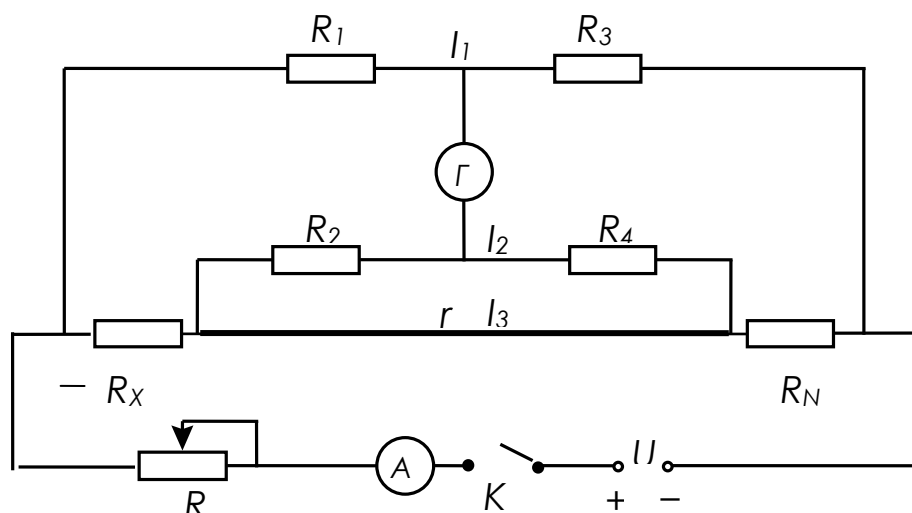 R1 I1 R3
Г
R2 I2 R4
r I3
— RX RN
A U
R K + −